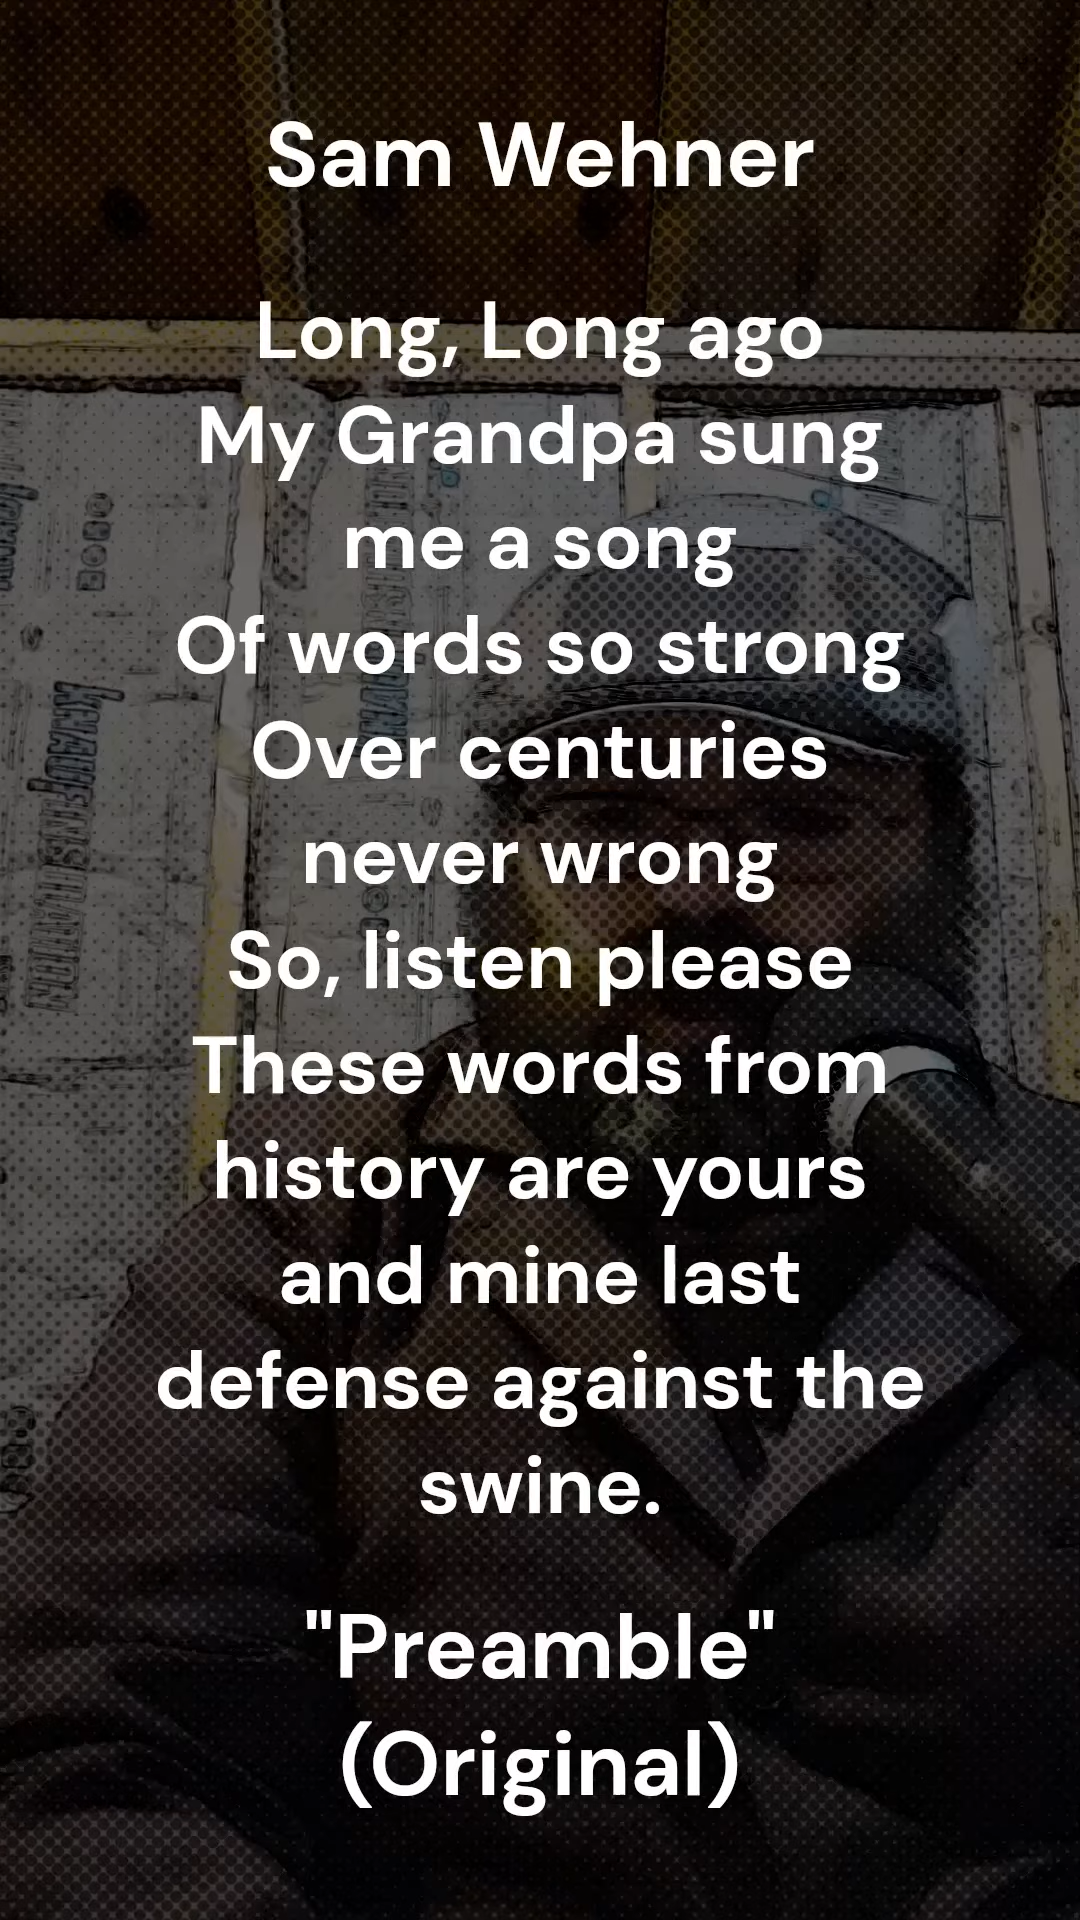 Sam Wehner
Long, Long ago
My Grandpa sung
me a song
Of words so strong
Over centuries
never wrong
So, listen please
These words from
history are yours
and mine last
defense against the
swine.
"Preamble"
(Original)